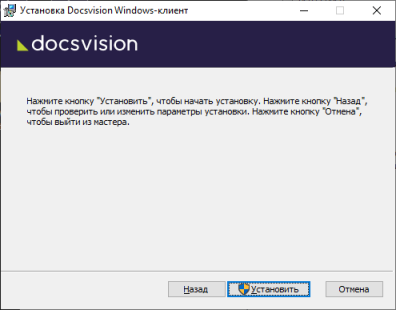 Установка Docsvision Windows-клиент
docsvision
Нажмите кнопку "Установить", чтобы начать установку. Нажмите кнопку "Назад",
чтобы проверить или изменить параметры установки. Нажмите кнопку "Отмена",
чтобы выйти из мастера.
Назад
Установить
Отмена